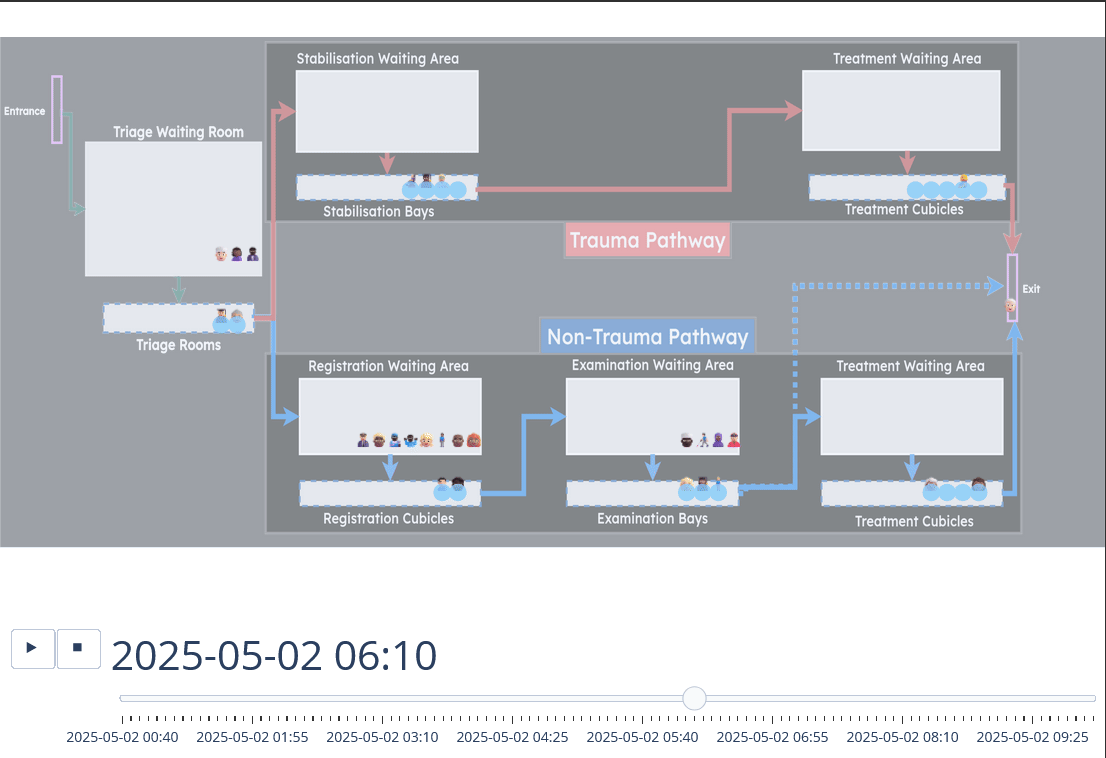 Stabilisation Waiting Area
Treatment Waiting Area
Entrance
Triage Waiting Room
Stabilisation Bays
Treatment Cubicles
Trauma Pathway
Exit
Triage Rooms
Non-Trauma Pathway
Registration Waiting Area
Examination Waiting Area
Treatment Waiting Area
Registration Cubicles
Examination Bays
Treatment Cubicles
2025-05-02 06:10
2025-05-02 00:40
2025-05-02 01:55
2025-05-02 03:10
2025-05-02 04:25
2025-05-02 05:40
2025-05-02 06:55
2025-05-02 08:10
2025-05-02 09:25